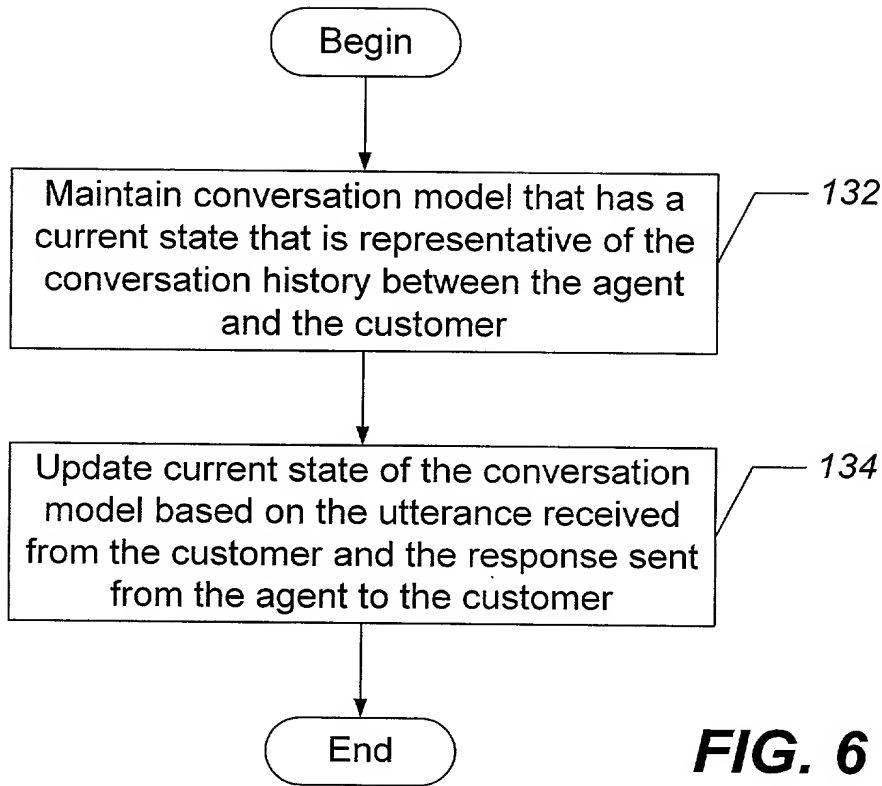 Begin
Maintain conversation model that has a
current state that is representative of the
conversation history between the agent
and the customer
132
Update current state of the conversation
model based on the utterance received
from the customer and the response sent
from the agent to the customer
134
End
FIG. 6